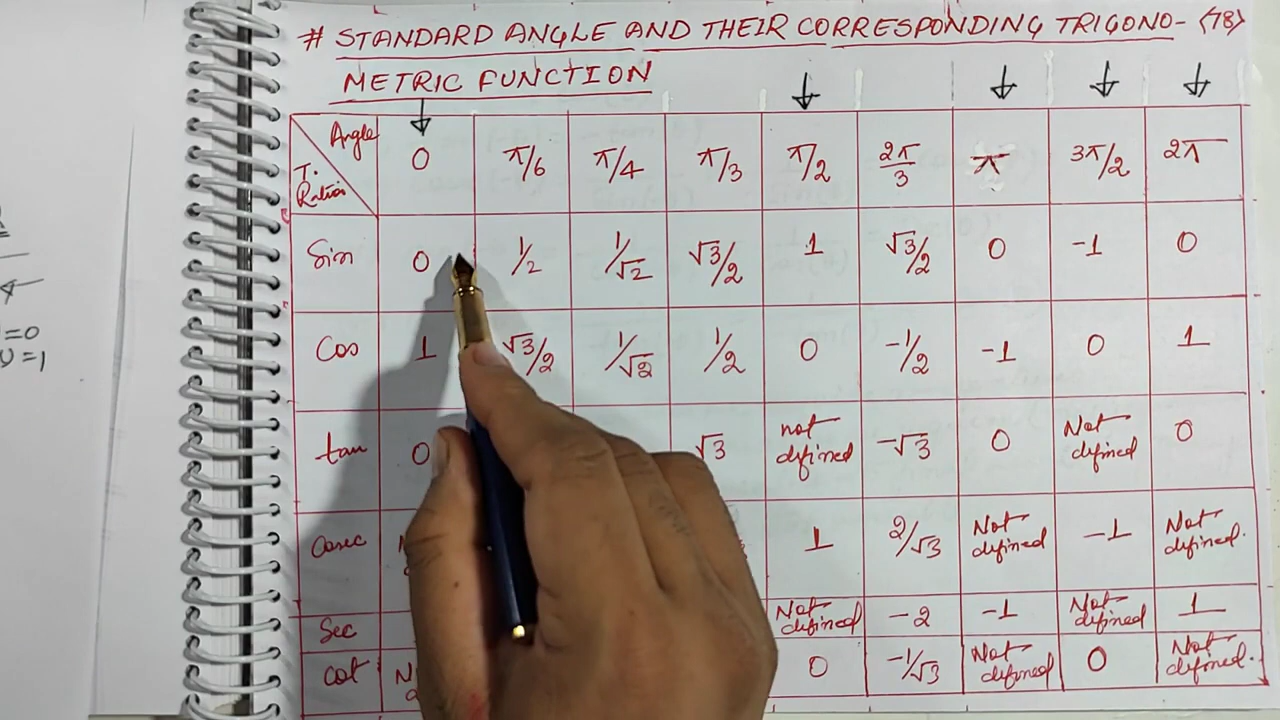 # STANDARD ANGLE AND THEIR CORRESPONDING TRIGONO- <78>
METRIC FUNCTION
Angle 0 π/6 π/4 π/3 π/2 2π/3 π 3π/2 2π
T. Ratios
Sin 0 1/2 1/√2 √3/2 1 √3/2 0 -1 0
=0
Cos 1 √3/2 1/√2 1/2 0 -1/2 -1 0 1
=1
tan 0 √3 not defined -√3 0 Not defined 0
Cosec 1 2/√3 Not defined -1 Not defined.
Sec Not defined -2 -1 Not defined 1
Cot 0 -1/√3 Not defined 0 Not defined.